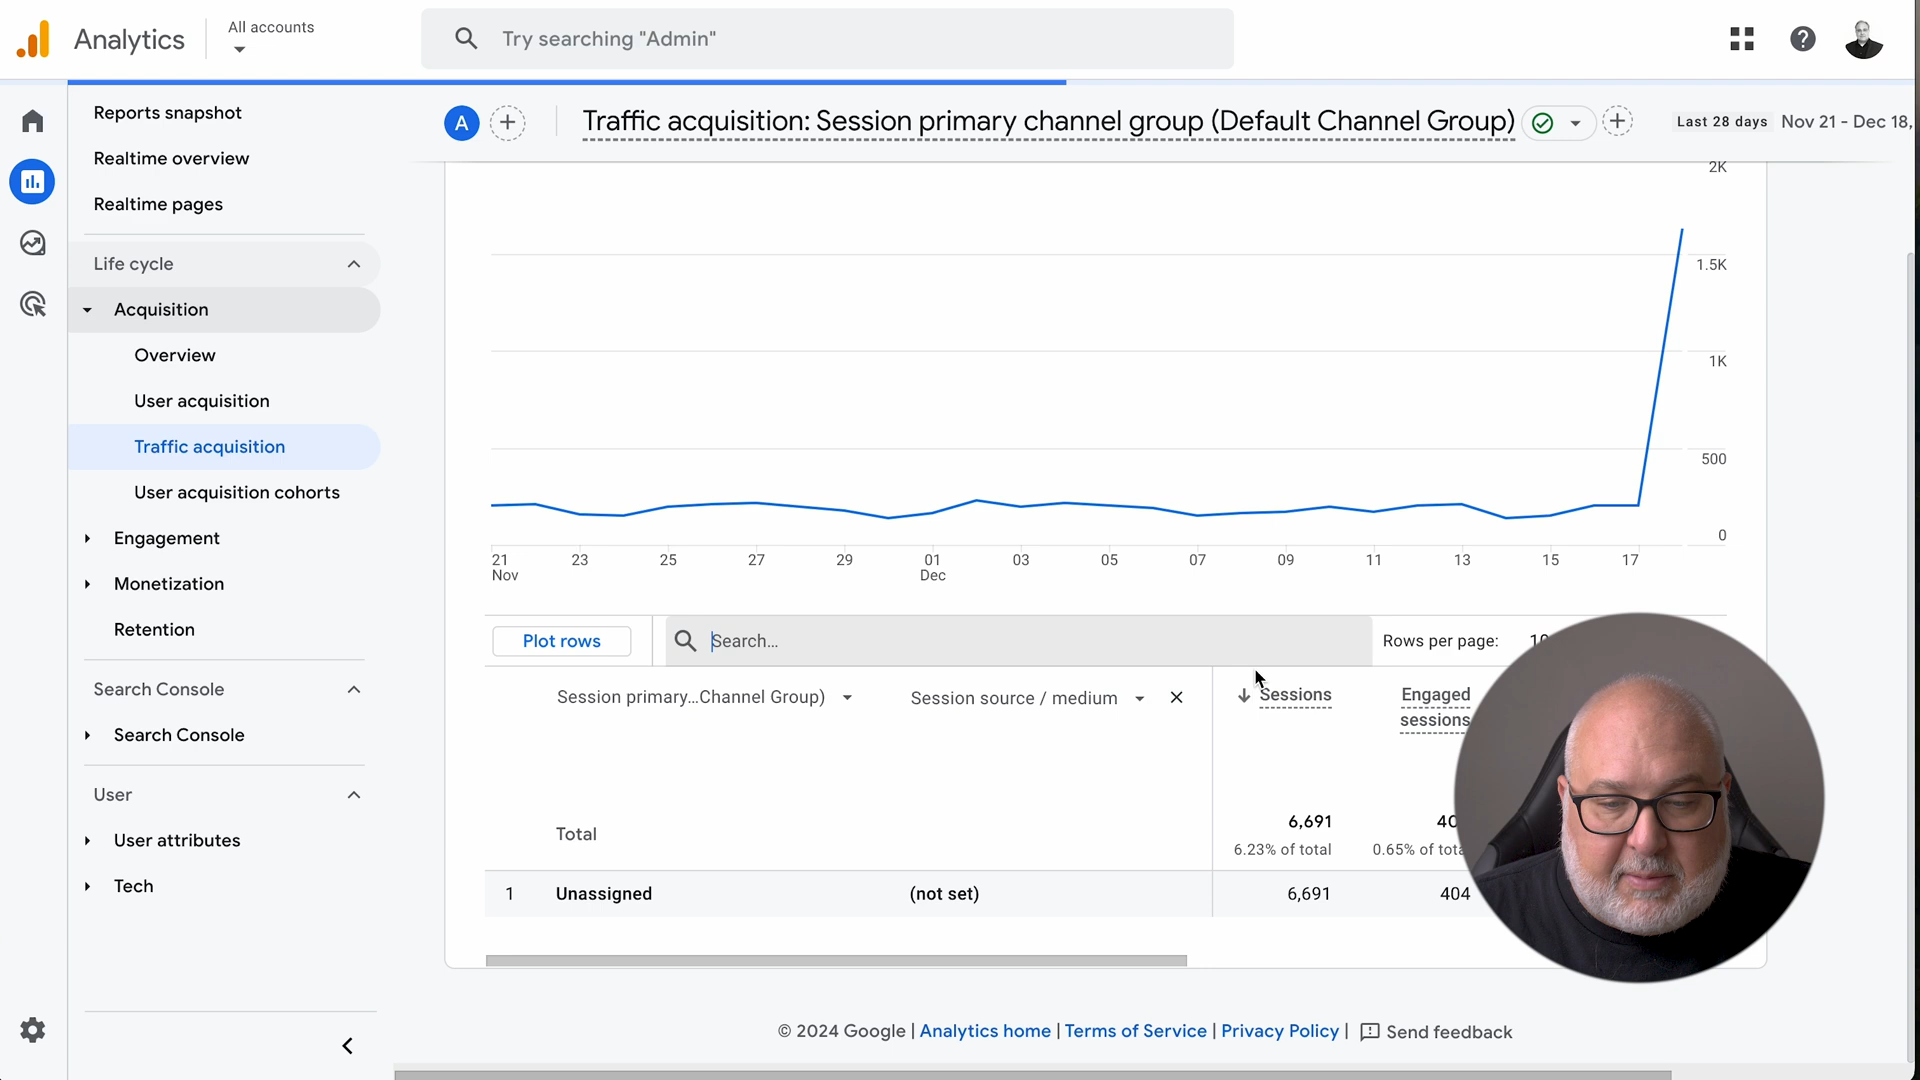 Analytics
All accounts
Try searching "Admin"
Reports snapshot
Realtime overview
Realtime pages
Life cycle
Acquisition
Overview
User acquisition
Traffic acquisition
User acquisition cohorts
Engagement
Monetization
Retention
Search Console
Search Console
User
User attributes
Tech
A
Traffic acquisition: Session primary channel group (Default Channel Group)
Last 28 days
Nov 21 - Dec 18,
2K
1.5K
1K
500
0
21 23 25 27 29 01 03 05 07 09 11 13 15 17
Nov Dec
Plot rows
Search...
Rows per page:
Session primary...Channel Group)
Session source / medium
Sessions
Engaged
sessions
Total
6,691
6.23% of total
0.65% of
1 Unassigned (not set) 6,691 404
© 2024 Google | Analytics home | Terms of Service | Privacy Policy | Send feedback